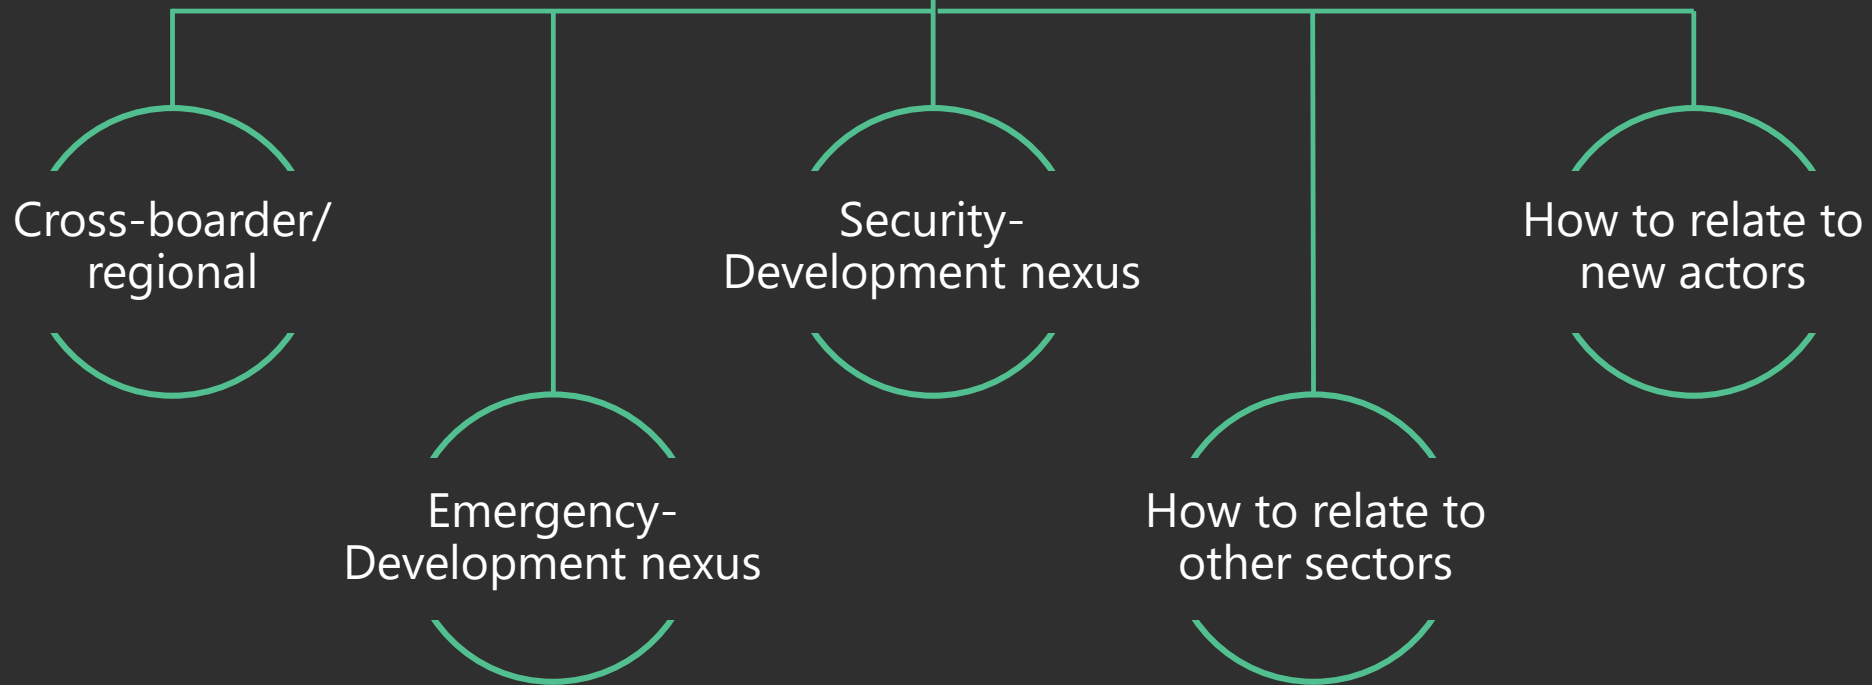 Cross-boarder/
regional
Security-
Development nexus
How to relate to
new actors
Emergency-
Development nexus
How to relate to
other sectors